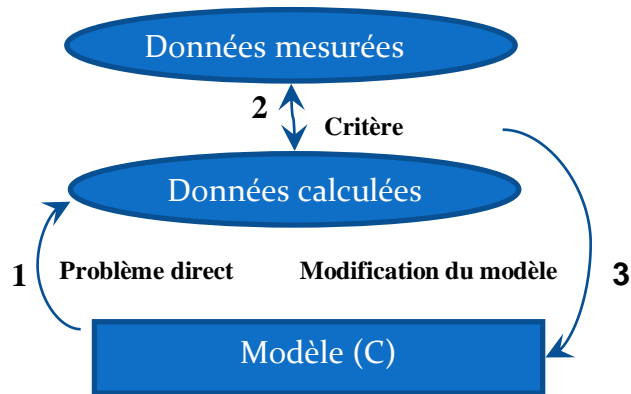 Données mesurées
2
Critère
Données calculées
1
Problème direct
Modification du modèle
3
Modèle (C)